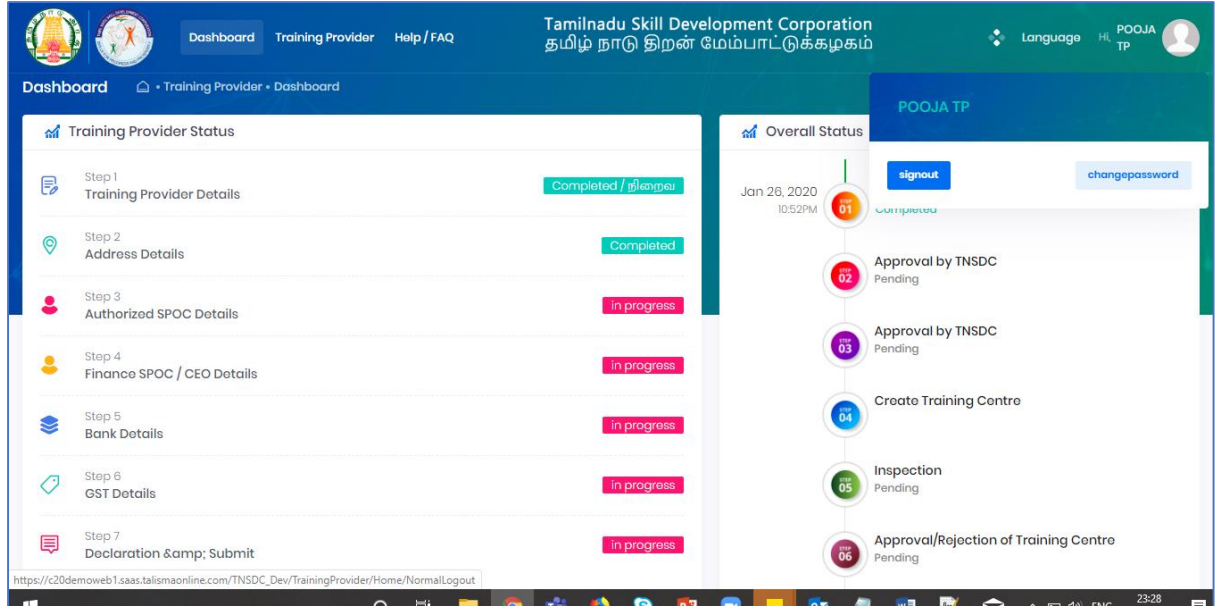 Tamilnadu Skill Development Corporation
தமிழ் நாடு திறன் மேம்பாட்டுக்கழகம்
Dashboard Training Provider Help / FAQ
Language Hi, POOJA TP
Dashboard • Training Provider • Dashboard
POOJA TP
signout changepassword
Training Provider Status
Step 1
Training Provider Details
Completed / நிறைவு
Step 2
Address Details
Completed
Step 3
Authorized SPOC Details
in progress
Step 4
Finance SPOC / CEO Details
in progress
Step 5
Bank Details
in progress
Step 6
GST Details
in progress
Step 7
Declaration &amp; Submit
in progress
Overall Status
Jan 26, 2020
10:52PM
STEP 01
Completed
STEP 02
Approval by TNSDC
Pending
STEP 03
Approval by TNSDC
Pending
STEP 04
Create Training Centre
STEP 05
Inspection
Pending
STEP 06
Approval/Rejection of Training Centre
Pending
https://c20demoweb1.saas.talismaonline.com/TNSDC_Dev/TrainingProvider/Home/NormalLogout
ENG
23:28